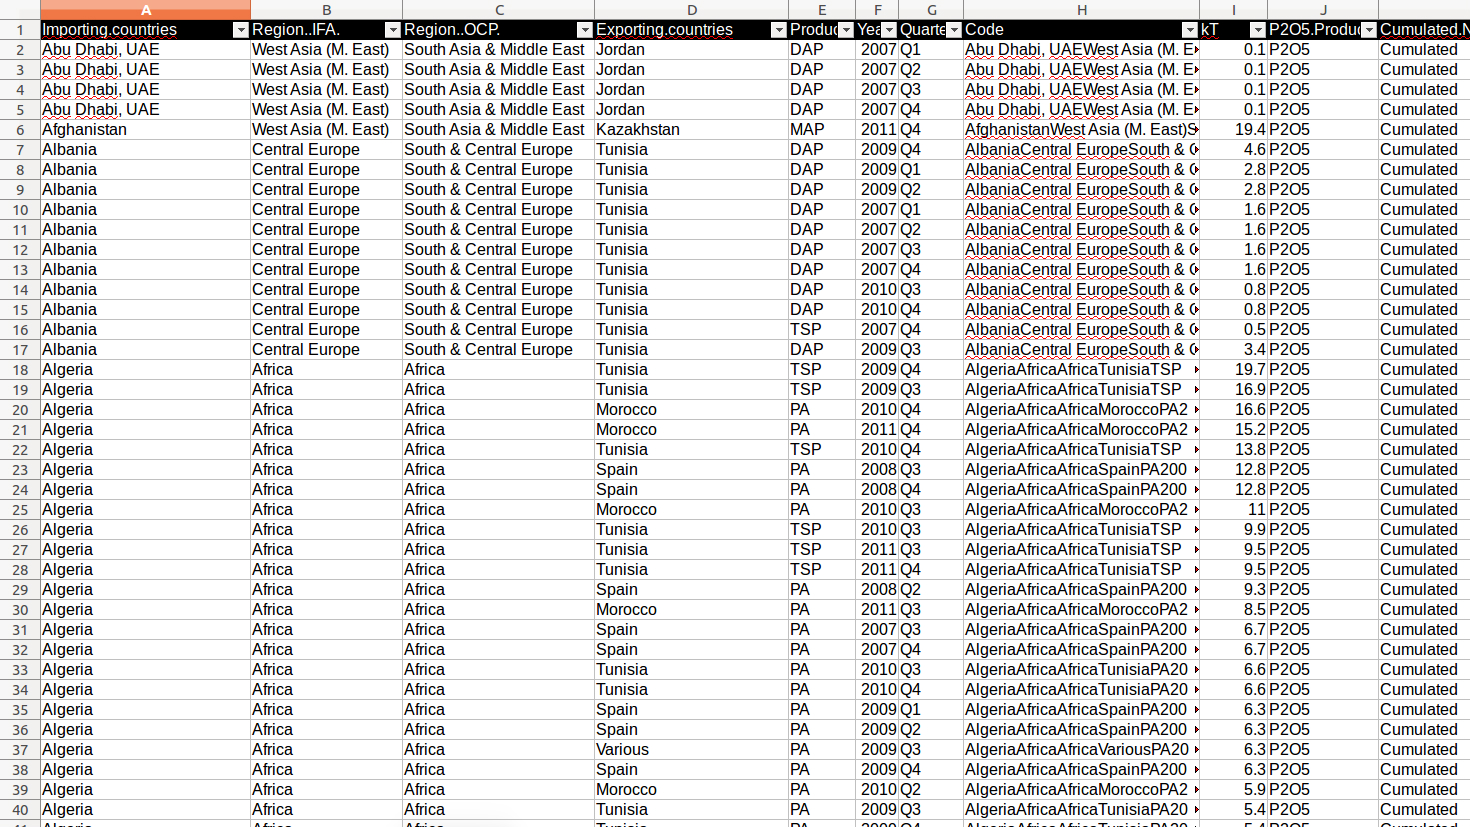 A B C D E F G H I J
1 Importing.countries Region..IFA. Region..OCP. Exporting.countries Produc Yea Quarte Code kT P2O5.Produc Cumulated.N
2 Abu Dhabi, UAE West Asia (M. East) South Asia & Middle East Jordan DAP 2007 Q1 Abu Dhabi, UAEWest Asia (M. E 0.1 P2O5 Cumulated
3 Abu Dhabi, UAE West Asia (M. East) South Asia & Middle East Jordan DAP 2007 Q2 Abu Dhabi, UAEWest Asia (M. E 0.1 P2O5 Cumulated
4 Abu Dhabi, UAE West Asia (M. East) South Asia & Middle East Jordan DAP 2007 Q3 Abu Dhabi, UAEWest Asia (M. E 0.1 P2O5 Cumulated
5 Abu Dhabi, UAE West Asia (M. East) South Asia & Middle East Jordan DAP 2007 Q4 Abu Dhabi, UAEWest Asia (M. E 0.1 P2O5 Cumulated
6 Afghanistan West Asia (M. East) South Asia & Middle East Kazakhstan MAP 2011 Q4 AfghanistanWest Asia (M. East)S 19.4 P2O5 Cumulated
7 Albania Central Europe South & Central Europe Tunisia DAP 2009 Q4 AlbaniaCentral EuropeSouth & C 4.6 P2O5 Cumulated
8 Albania Central Europe South & Central Europe Tunisia DAP 2009 Q1 AlbaniaCentral EuropeSouth & C 2.8 P2O5 Cumulated
9 Albania Central Europe South & Central Europe Tunisia DAP 2009 Q2 AlbaniaCentral EuropeSouth & C 2.8 P2O5 Cumulated
10 Albania Central Europe South & Central Europe Tunisia DAP 2007 Q1 AlbaniaCentral EuropeSouth & C 1.6 P2O5 Cumulated
11 Albania Central Europe South & Central Europe Tunisia DAP 2007 Q2 AlbaniaCentral EuropeSouth & C 1.6 P2O5 Cumulated
12 Albania Central Europe South & Central Europe Tunisia DAP 2007 Q3 AlbaniaCentral EuropeSouth & C 1.6 P2O5 Cumulated
13 Albania Central Europe South & Central Europe Tunisia DAP 2007 Q4 AlbaniaCentral EuropeSouth & C 1.6 P2O5 Cumulated
14 Albania Central Europe South & Central Europe Tunisia DAP 2010 Q3 AlbaniaCentral EuropeSouth & C 0.8 P2O5 Cumulated
15 Albania Central Europe South & Central Europe Tunisia DAP 2010 Q4 AlbaniaCentral EuropeSouth & C 0.8 P2O5 Cumulated
16 Albania Central Europe South & Central Europe Tunisia TSP 2007 Q4 AlbaniaCentral EuropeSouth & C 0.5 P2O5 Cumulated
17 Albania Central Europe South & Central Europe Tunisia DAP 2009 Q3 AlbaniaCentral EuropeSouth & C 3.4 P2O5 Cumulated
18 Algeria Africa Africa Tunisia TSP 2009 Q4 AlgeriaAfricaAfricaTunisiaTSP 19.7 P2O5 Cumulated
19 Algeria Africa Africa Tunisia TSP 2009 Q3 AlgeriaAfricaAfricaTunisiaTSP 16.9 P2O5 Cumulated
20 Algeria Africa Africa Morocco PA 2010 Q4 AlgeriaAfricaAfricaMoroccoPA2 16.6 P2O5 Cumulated
21 Algeria Africa Africa Morocco PA 2011 Q4 AlgeriaAfricaAfricaMoroccoPA2 15.2 P2O5 Cumulated
22 Algeria Africa Africa Tunisia TSP 2010 Q4 AlgeriaAfricaAfricaTunisiaTSP 13.8 P2O5 Cumulated
23 Algeria Africa Africa Spain PA 2008 Q3 AlgeriaAfricaAfricaSpainPA200 12.8 P2O5 Cumulated
24 Algeria Africa Africa Spain PA 2008 Q4 AlgeriaAfricaAfricaSpainPA200 12.8 P2O5 Cumulated
25 Algeria Africa Africa Morocco PA 2010 Q3 AlgeriaAfricaAfricaMoroccoPA2 11 P2O5 Cumulated
26 Algeria Africa Africa Tunisia TSP 2010 Q3 AlgeriaAfricaAfricaTunisiaTSP 9.9 P2O5 Cumulated
27 Algeria Africa Africa Tunisia TSP 2011 Q3 AlgeriaAfricaAfricaTunisiaTSP 9.5 P2O5 Cumulated
28 Algeria Africa Africa Tunisia TSP 2011 Q4 AlgeriaAfricaAfricaTunisiaTSP 9.5 P2O5 Cumulated
29 Algeria Africa Africa Spain PA 2008 Q2 AlgeriaAfricaAfricaSpainPA200 9.3 P2O5 Cumulated
30 Algeria Africa Africa Morocco PA 2011 Q3 AlgeriaAfricaAfricaMoroccoPA2 8.5 P2O5 Cumulated
31 Algeria Africa Africa Spain PA 2007 Q3 AlgeriaAfricaAfricaSpainPA200 6.7 P2O5 Cumulated
32 Algeria Africa Africa Spain PA 2007 Q4 AlgeriaAfricaAfricaSpainPA200 6.7 P2O5 Cumulated
33 Algeria Africa Africa Tunisia PA 2010 Q3 AlgeriaAfricaAfricaTunisiaPA20 6.6 P2O5 Cumulated
34 Algeria Africa Africa Tunisia PA 2010 Q4 AlgeriaAfricaAfricaTunisiaPA20 6.6 P2O5 Cumulated
35 Algeria Africa Africa Spain PA 2009 Q1 AlgeriaAfricaAfricaSpainPA200 6.3 P2O5 Cumulated
36 Algeria Africa Africa Spain PA 2009 Q2 AlgeriaAfricaAfricaSpainPA200 6.3 P2O5 Cumulated
37 Algeria Africa Africa Various PA 2009 Q3 AlgeriaAfricaAfricaVariousPA20 6.3 P2O5 Cumulated
38 Algeria Africa Africa Spain PA 2009 Q4 AlgeriaAfricaAfricaSpainPA200 6.3 P2O5 Cumulated
39 Algeria Africa Africa Morocco PA 2010 Q2 AlgeriaAfricaAfricaMoroccoPA2 5.9 P2O5 Cumulated
40 Algeria Africa Africa Tunisia PA 2009 Q3 AlgeriaAfricaAfricaTunisiaPA20 5.4 P2O5 Cumulated